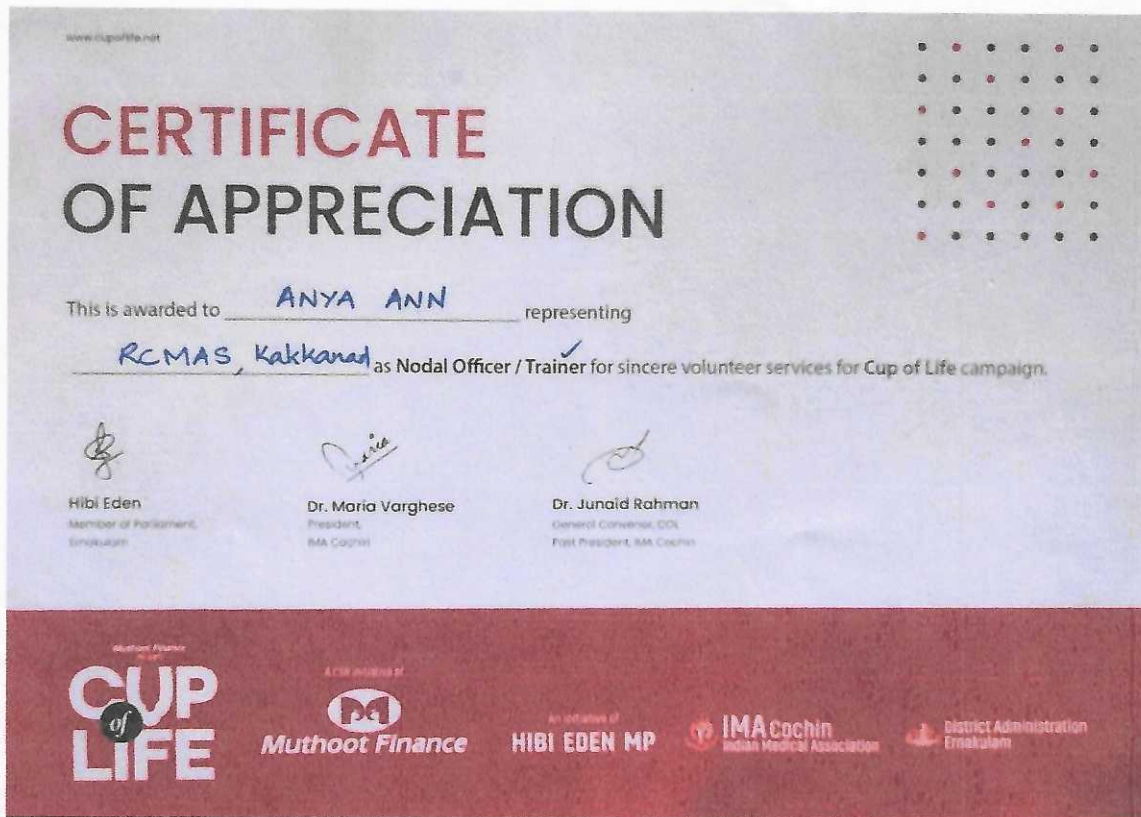 www.cupoflife.net
CERTIFICATE
OF APPRECIATION
This is awarded to ANYA ANN representing
RCMAS, Kakkanad as Nodal Officer / Trainer for sincere volunteer services for Cup of Life campaign.
Hibi Eden
Member of Parliament,
Ernakulam
Dr. Maria Varghese
President,
IMA Cochin
Dr. Junaid Rahman
General Convenor, COL
Past President, IMA Cochin
Muthoot Finance
CUP
of
LIFE
A CSR initiative of
Muthoot Finance
An initiative of
HIBI EDEN MP
IMA Cochin
Indian Medical Association
District Administration
Ernakulam